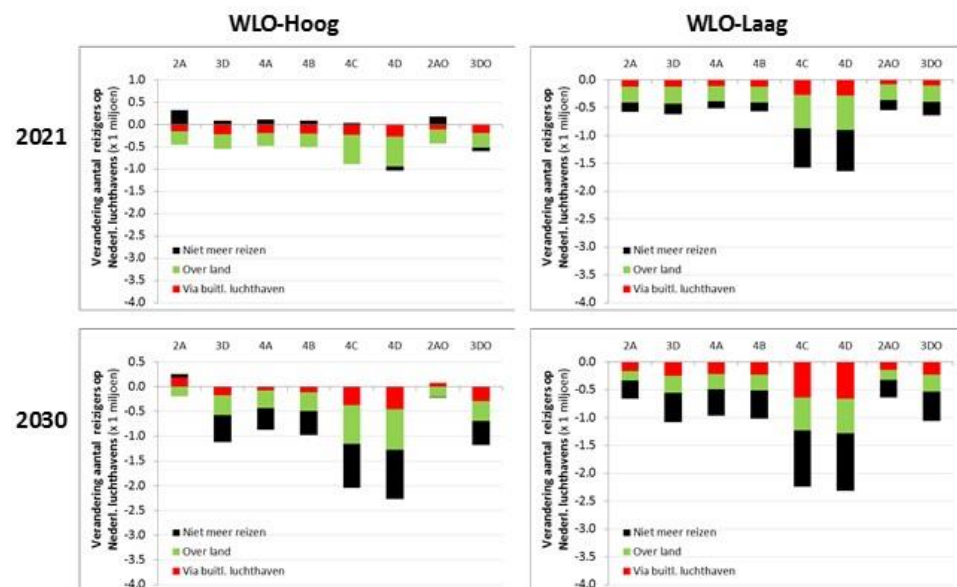 WLO-Hoog
WLO-Laag
2021
Verandering aantal reizigers op
Nederl. luchthavens (x 1 miljoen)
2A 3D 4A 4B 4C 4D 2AO 3DO
1.0
0.5
0.0
-0.5
-1.0
-1.5
-2.0
-2.5
-3.0
-3.5
-4.0
Niet meer reizen
Over land
Via buitl. luchthaven
Verandering aantal reizigers op
Nederl. luchthavens (x 1 miljoen)
2A 3D 4A 4B 4C 4D 2AO 3DO
0.0
-0.5
-1.0
-1.5
-2.0
-2.5
-3.0
-3.5
-4.0
Niet meer reizen
Over land
Via buitl. luchthaven
2030
Verandering aantal reizigers op
Nederl. luchthavens (x 1 miljoen)
2A 3D 4A 4B 4C 4D 2AO 3DO
0.5
0.0
-0.5
-1.0
-1.5
-2.0
-2.5
-3.0
-3.5
-4.0
Niet meer reizen
Over land
Via buitl. luchthaven
Verandering aantal reizigers op
Nederl. luchthavens (x 1 miljoen)
2A 3D 4A 4B 4C 4D 2AO 3DO
0.0
-0.5
-1.0
-1.5
-2.0
-2.5
-3.0
-3.5
-4.0
Niet meer reizen
Over land
Via buitl. luchthaven